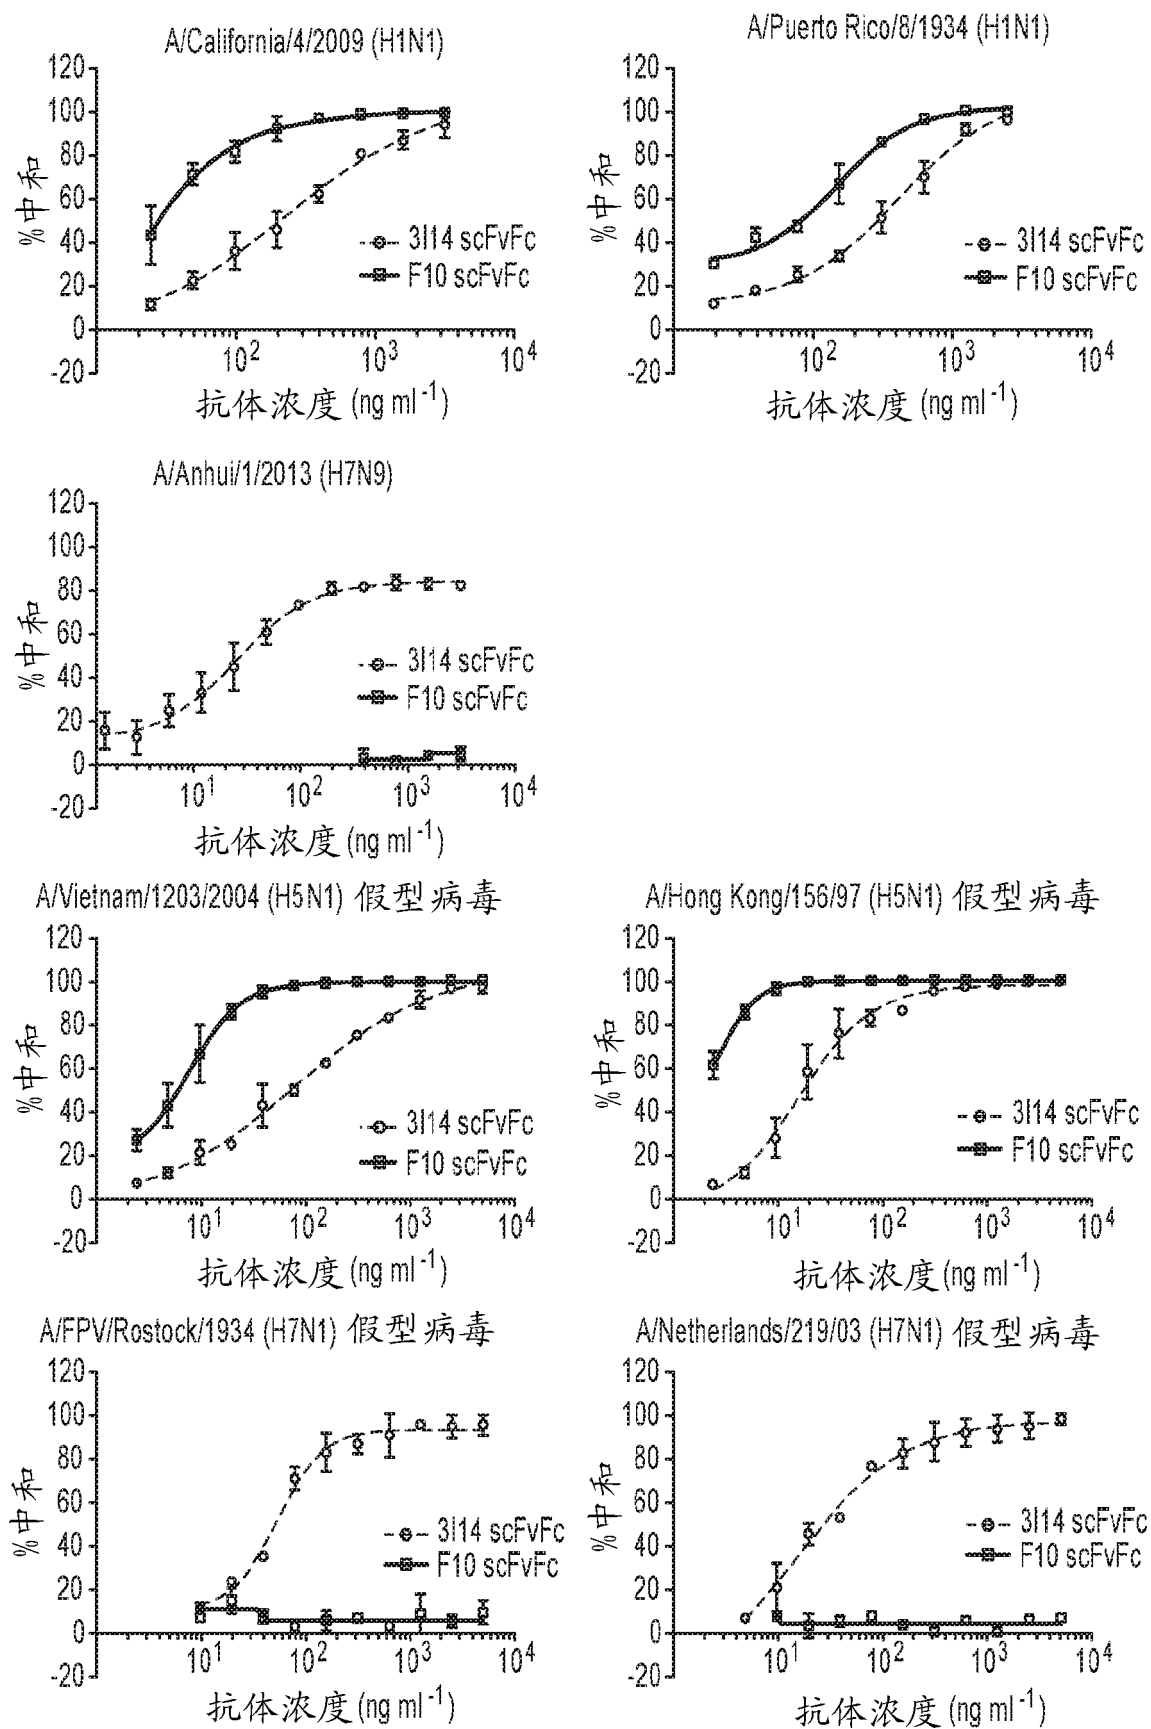 A/California/4/2009 (H1N1)
120
100
80
60
40
20
0
-20
%中和
3I14 scFvFc
F10 scFvFc
10² 10³ 10⁴
抗体浓度 (ng ml⁻¹)
A/Puerto Rico/8/1934 (H1N1)
120
100
80
60
40
20
0
-20
%中和
3I14 scFvFc
F10 scFvFc
10² 10³ 10⁴
抗体浓度 (ng ml⁻¹)
A/Anhui/1/2013 (H7N9)
120
100
80
60
40
20
0
-20
%中和
3I14 scFvFc
F10 scFvFc
10¹ 10² 10³ 10⁴
抗体浓度 (ng ml⁻¹)
A/Vietnam/1203/2004 (H5N1) 假型病毒
120
100
80
60
40
20
0
-20
%中和
3I14 scFvFc
F10 scFvFc
10¹ 10² 10³ 10⁴
抗体浓度 (ng ml⁻¹)
A/Hong Kong/156/97 (H5N1) 假型病毒
120
100
80
60
40
20
0
-20
%中和
3I14 scFvFc
F10 scFvFc
10¹ 10² 10³ 10⁴
抗体浓度 (ng ml⁻¹)
A/FPV/Rostock/1934 (H7N1) 假型病毒
120
100
80
60
40
20
0
-20
%中和
3I14 scFvFc
F10 scFvFc
10¹ 10² 10³ 10⁴
抗体浓度 (ng ml⁻¹)
A/Netherlands/219/03 (H7N1) 假型病毒
120
100
80
60
40
20
0
-20
%中和
3I14 scFvFc
F10 scFvFc
10¹ 10² 10³ 10⁴
抗体浓度 (ng ml⁻¹)